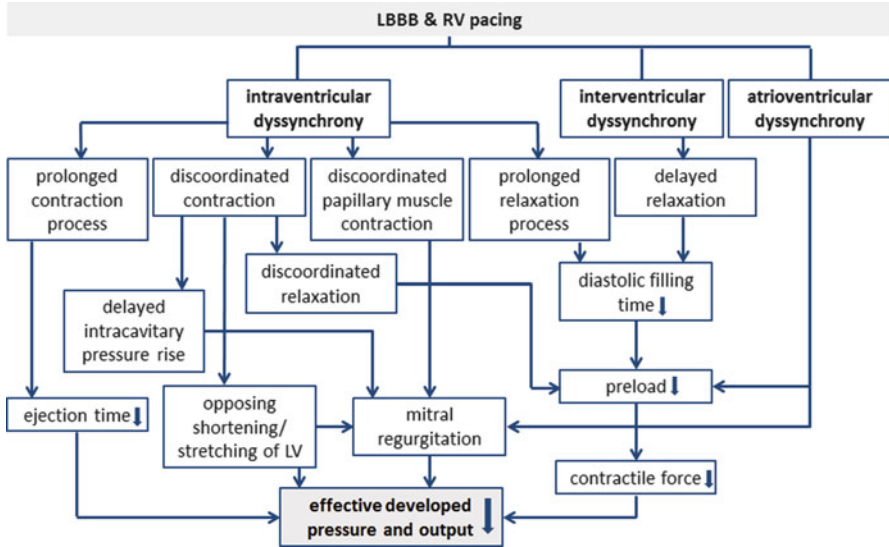 LBBB & RV pacing
intraventricular
dyssynchrony
interventricular
dyssynchrony
atrioventricular
dyssynchrony
prolonged
contraction
process
discoordinated
contraction
discoordinated
papillary muscle
contraction
prolonged
relaxation
process
delayed
relaxation
discoordinated
relaxation
diastolic filling
time
delayed
intracavitary
pressure rise
preload
ejection time
opposing
shortening/
stretching of LV
mitral
regurgitation
contractile force
effective developed
pressure and output